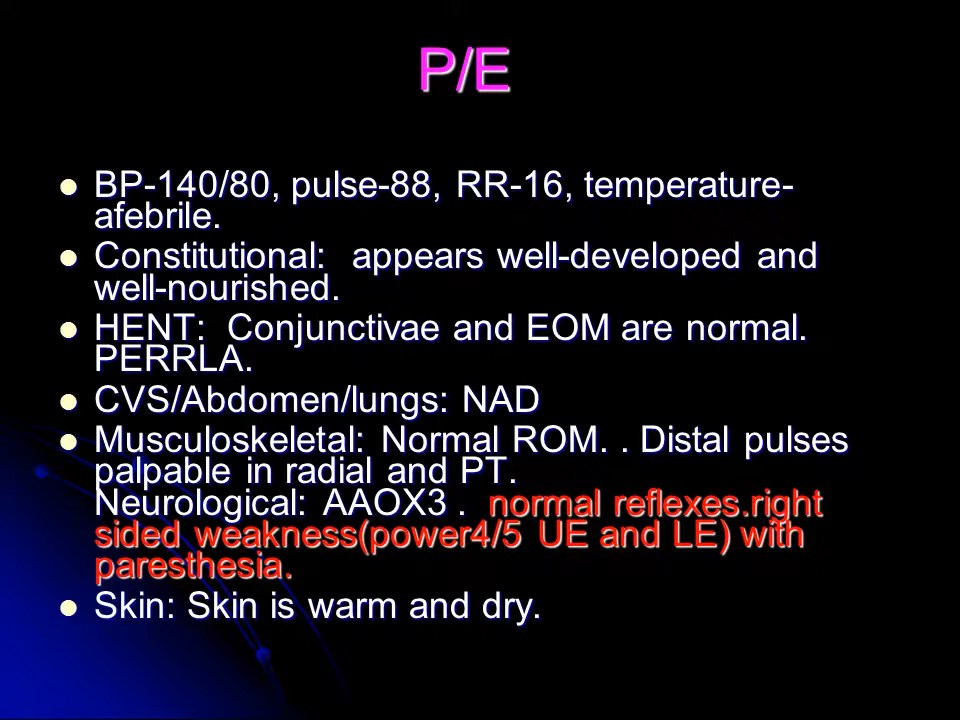 P/E
BP-140/80, pulse-88, RR-16, temperature-
afebrile.
Constitutional:  appears well-developed and
well-nourished.
HENT:  Conjunctivae and EOM are normal.
PERRLA.
CVS/Abdomen/lungs: NAD
Musculoskeletal: Normal ROM. . Distal pulses
palpable in radial and PT.
Neurological: AAOX3 .  normal reflexes.right
sided weakness(power4/5 UE and LE) with
paresthesia.
Skin: Skin is warm and dry.